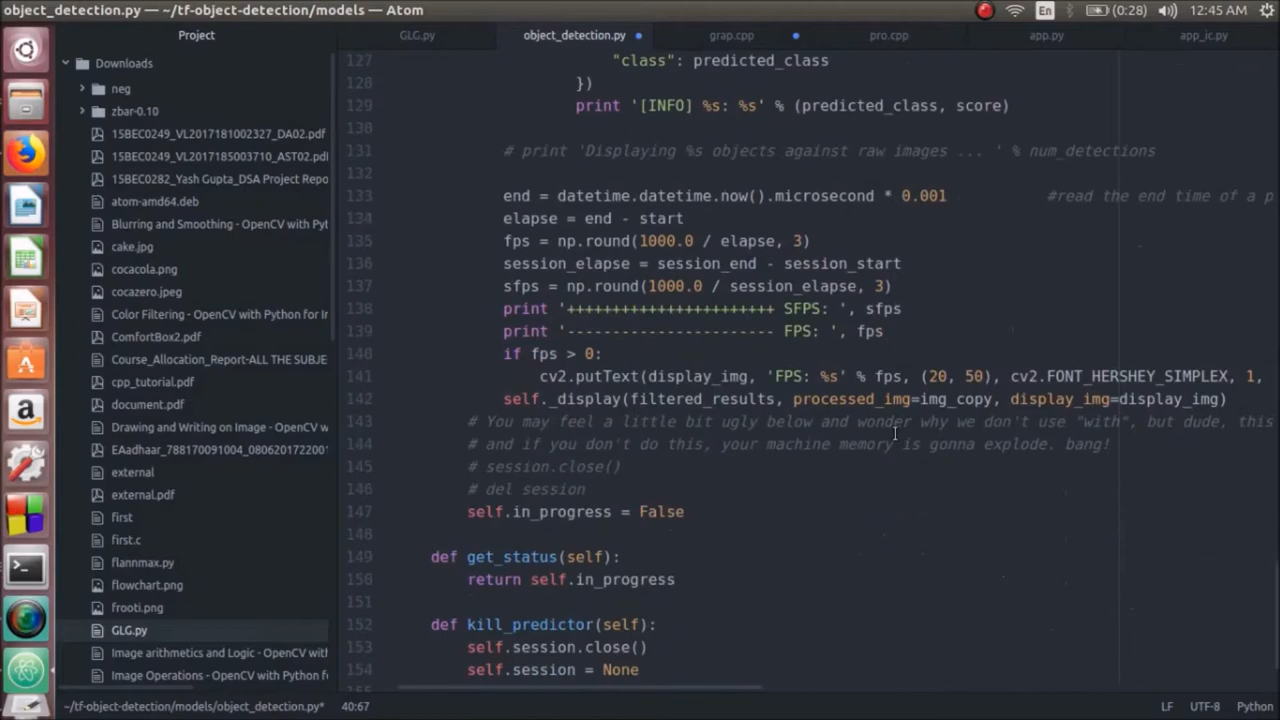 object_detection.py — ~/tf-object-detection/models — Atom
En
(0:28)
12:45 AM
Project
GLG.py
object_detection.py
grap.cpp
pro.cpp
app.py
app_ic.py
Downloads
neg
zbar-0.10
15BEC0249_VL2017181002327_DA02.pdf
15BEC0249_VL2017185003710_AST02.pdf
15BEC0282_Yash Gupta_DSA Project Repo
atom-amd64.deb
Blurring and Smoothing - OpenCV with Pyth
cake.jpg
cocacola.png
cocazero.jpeg
Color Filtering - OpenCV with Python for In
ComfortBox2.pdf
Course_Allocation_Report-ALL THE SUBJE
cpp_tutorial.pdf
document.pdf
Drawing and Writing on Image - OpenCV wit
EAadhaar_788170091004_0806201722001
external
external.pdf
first
first.c
flannmax.py
flowchart.png
frooti.png
GLG.py
Image arithmetics and Logic - OpenCV with
Image Operations - OpenCV with Python f
127 "class": predicted_class
128 })
129 print '[INFO] %s: %s' % (predicted_class, score)
130
131 # print 'Displaying %s objects against raw images ... ' % num_detections
132
133 end = datetime.datetime.now().microsecond * 0.001 #read the end time of a p
134 elapse = end - start
135 fps = np.round(1000.0 / elapse, 3)
136 session_elapse = session_end - session_start
137 sfps = np.round(1000.0 / session_elapse, 3)
138 print '+++++++++++++++++++++++ SFPS: ', sfps
139 print '----------------------- FPS: ', fps
140 if fps > 0:
141 cv2.putText(display_img, 'FPS: %s' % fps, (20, 50), cv2.FONT_HERSHEY_SIMPLEX, 1,
142 self._display(filtered_results, processed_img=img_copy, display_img=display_img)
143 # You may feel a little bit ugly below and wonder why we don't use "with", but dude, this
144 # and if you don't do this, your machine memory is gonna explode. bang!
145 # session.close()
146 # del session
147 self.in_progress = False
148
149 def get_status(self):
150 return self.in_progress
151
152 def kill_predictor(self):
153 self.session.close()
154 self.session = None
155
~/tf-object-detection/models/object_detection.py* 40:67 LF UTF-8 Python